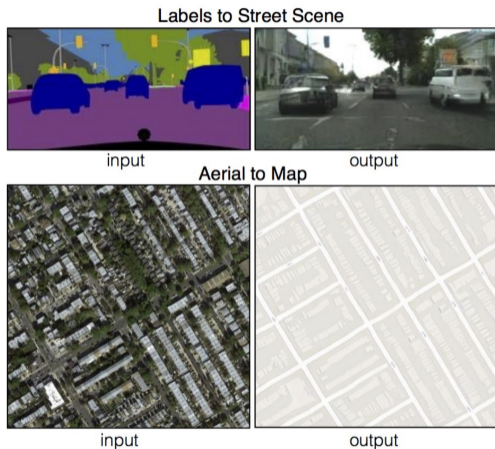 Labels to Street Scene
input
output
Aerial to Map
input
output